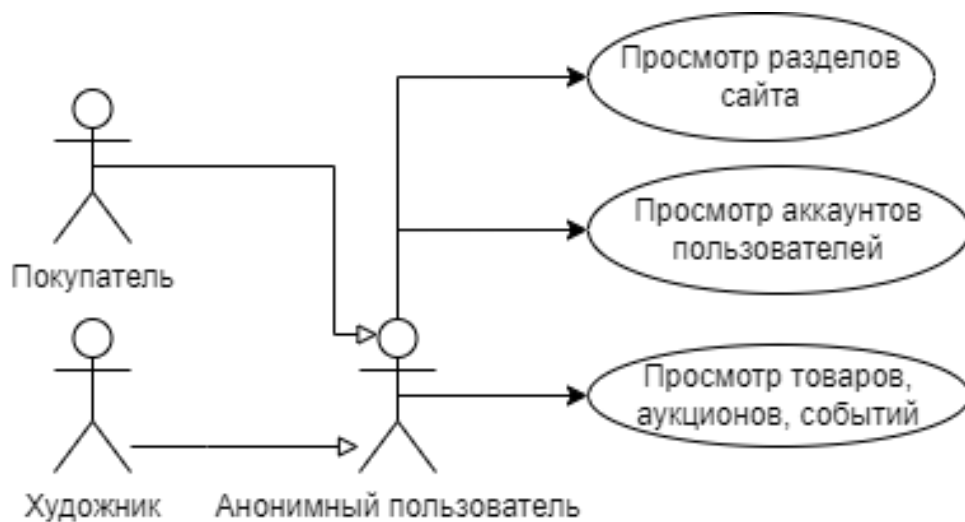 Просмотр разделов
сайта
Просмотр аккаунтов
пользователей
Покупатель
Просмотр товаров,
аукционов, событий
Художник
Анонимный пользователь